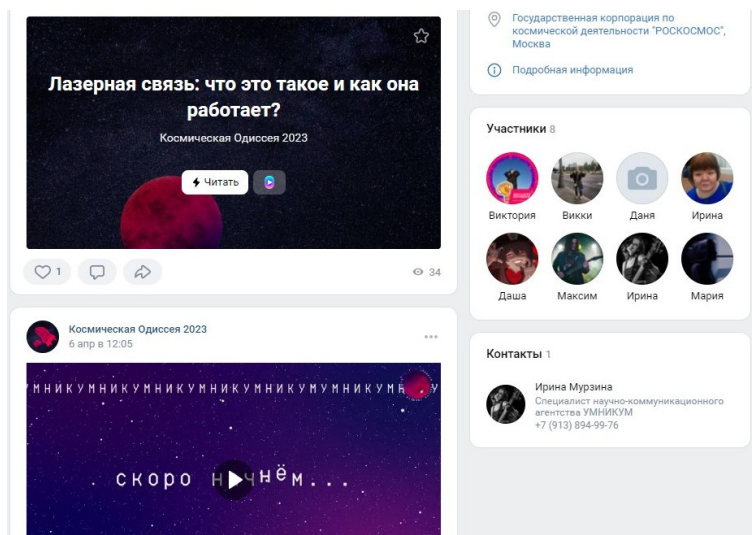 Лазерная связь: что это такое и как она
работает?
Космическая Одиссея 2023
Читать
1
34
Космическая Одиссея 2023
6 апр в 12:05
УМНИКУМНИКУМНИКУМНИКУМНИКУМУМНИКУМН
скоро начнём...
Государственная корпорация по
космической деятельности "РОСКОСМОС",
Москва
Подробная информация
Участники 8
Виктория Викки Даня Ирина
Даша Максим Ирина Мария
Контакты 1
Ирина Мурзина
Специалист научно-коммуникационного
агентства УМНИКУМ
+7 (913) 894-99-76